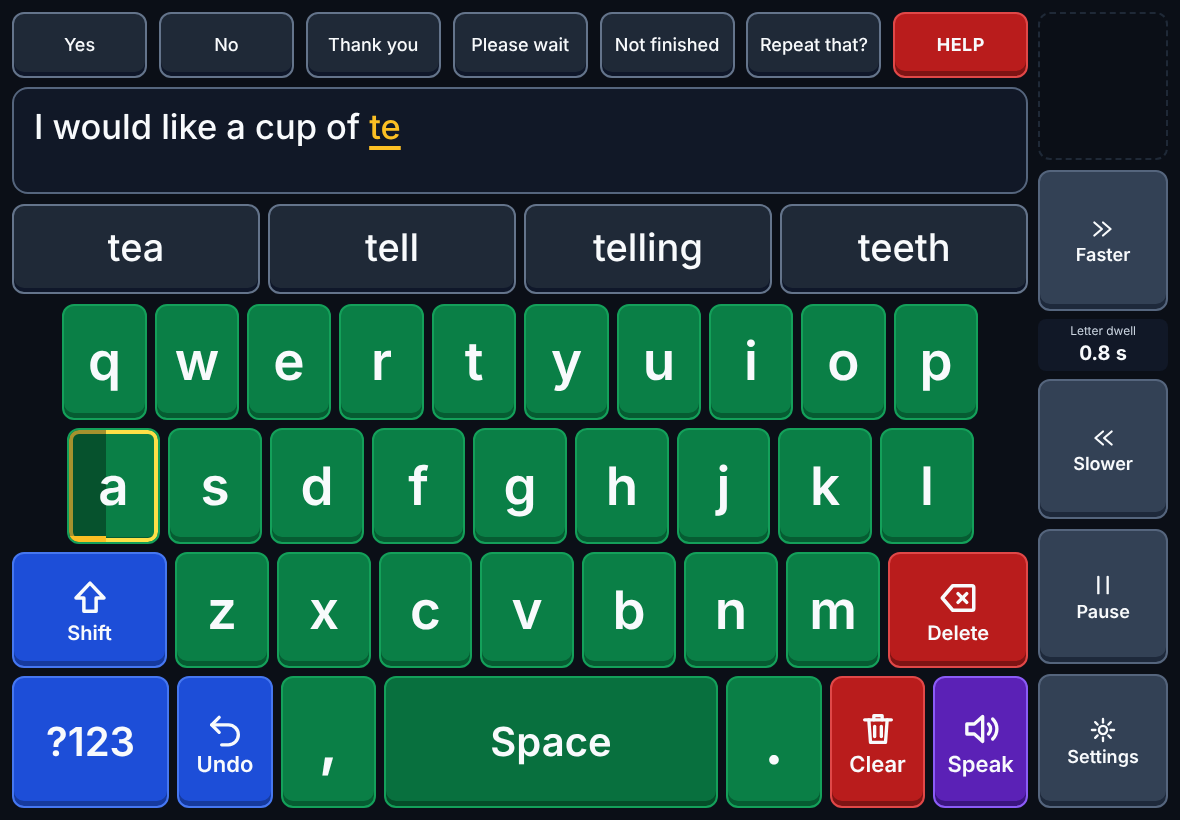 Yes No Thank you Please wait Not finished Repeat that? HELP
I would like a cup of te
tea tell telling teeth
Faster
Letter dwell
0.8 s
q w e r t y u i o p
a s d f g h j k l
Slower
Shift z x c v b n m Delete
Pause
?123 Undo , Space . Clear Speak
Settings